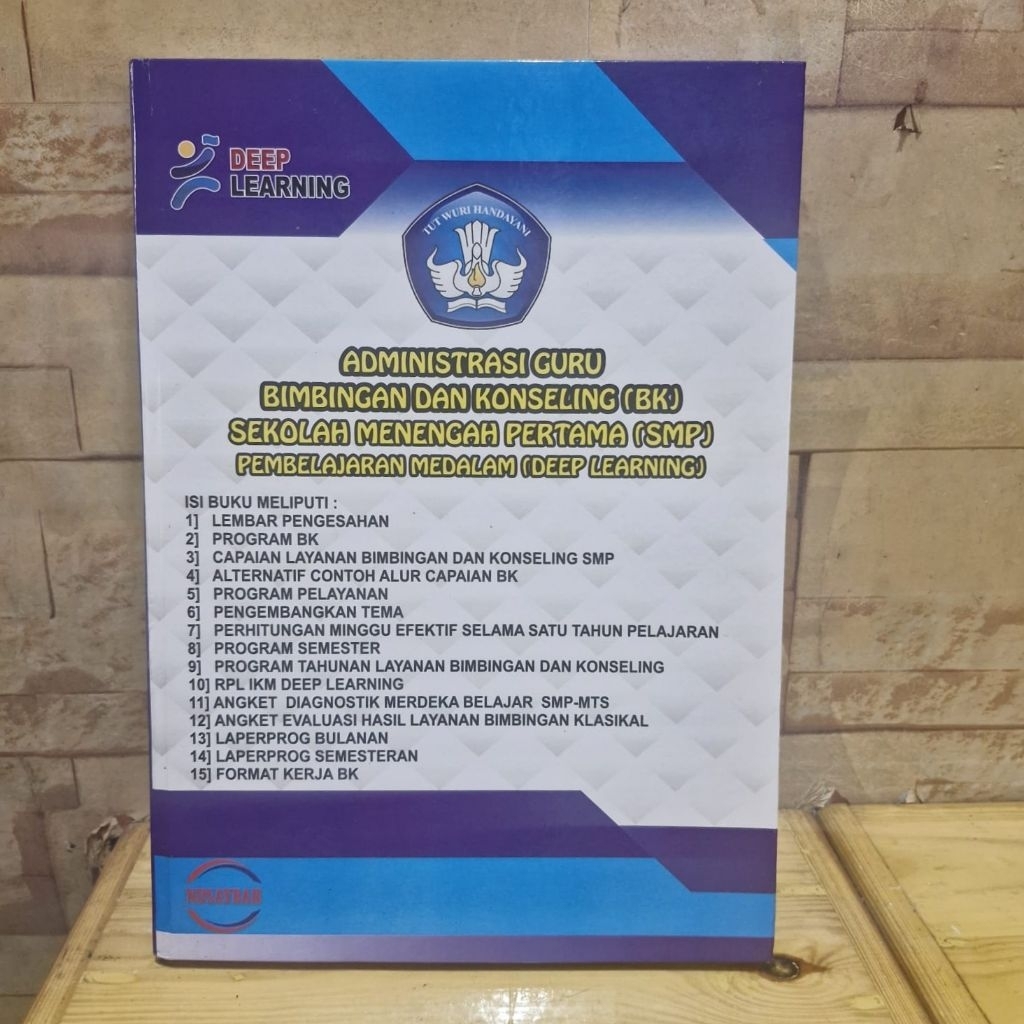 DEEP
LEARNING
TUT WURI HANDAYANI
ADMINISTRASI GURU
BIMBINGAN DAN KONSELING (BK)
SEKOLAH MENENGAH PERTAMA (SMP)
PEMBELAJARAN MEDALAM (DEEP LEARNING)
ISI BUKU MELIPUTI :
1] LEMBAR PENGESAHAN
2] PROGRAM BK
3] CAPAIAN LAYANAN BIMBINGAN DAN KONSELING SMP
4] ALTERNATIF CONTOH ALUR CAPAIAN BK
5] PROGRAM PELAYANAN
6] PENGEMBANGKAN TEMA
7] PERHITUNGAN MINGGU EFEKTIF SELAMA SATU TAHUN PELAJARAN
8] PROGRAM SEMESTER
9] PROGRAM TAHUNAN LAYANAN BIMBINGAN DAN KONSELING
10] RPL IKM DEEP LEARNING
11] ANGKET DIAGNOSTIK MERDEKA BELAJAR SMP-MTS
12] ANGKET EVALUASI HASIL LAYANAN BIMBINGAN KLASIKAL
13] LAPERPROG BULANAN
14] LAPERPROG SEMESTERAN
15] FORMAT KERJA BK